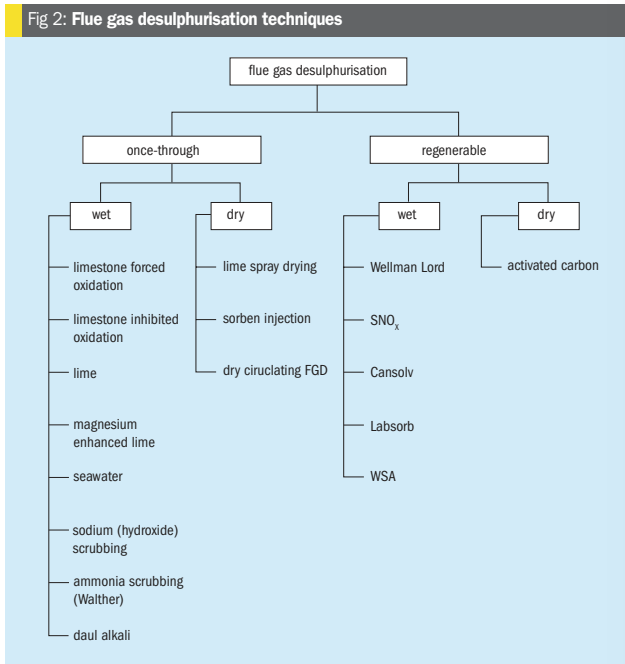 Fig 2: Flue gas desulphurisation techniques
flue gas desulphurisation
once-through
regenerable
wet
dry
wet
dry
limestone forced
oxidation
limestone inhibited
oxidation
lime
magnesium
enhanced lime
seawater
sodium (hydroxide)
scrubbing
ammonia scrubbing
(Walther)
daul alkali
lime spray drying
sorben injection
dry ciruclating FGD
Wellman Lord
SNOx
Cansolv
Labsorb
WSA
activated carbon